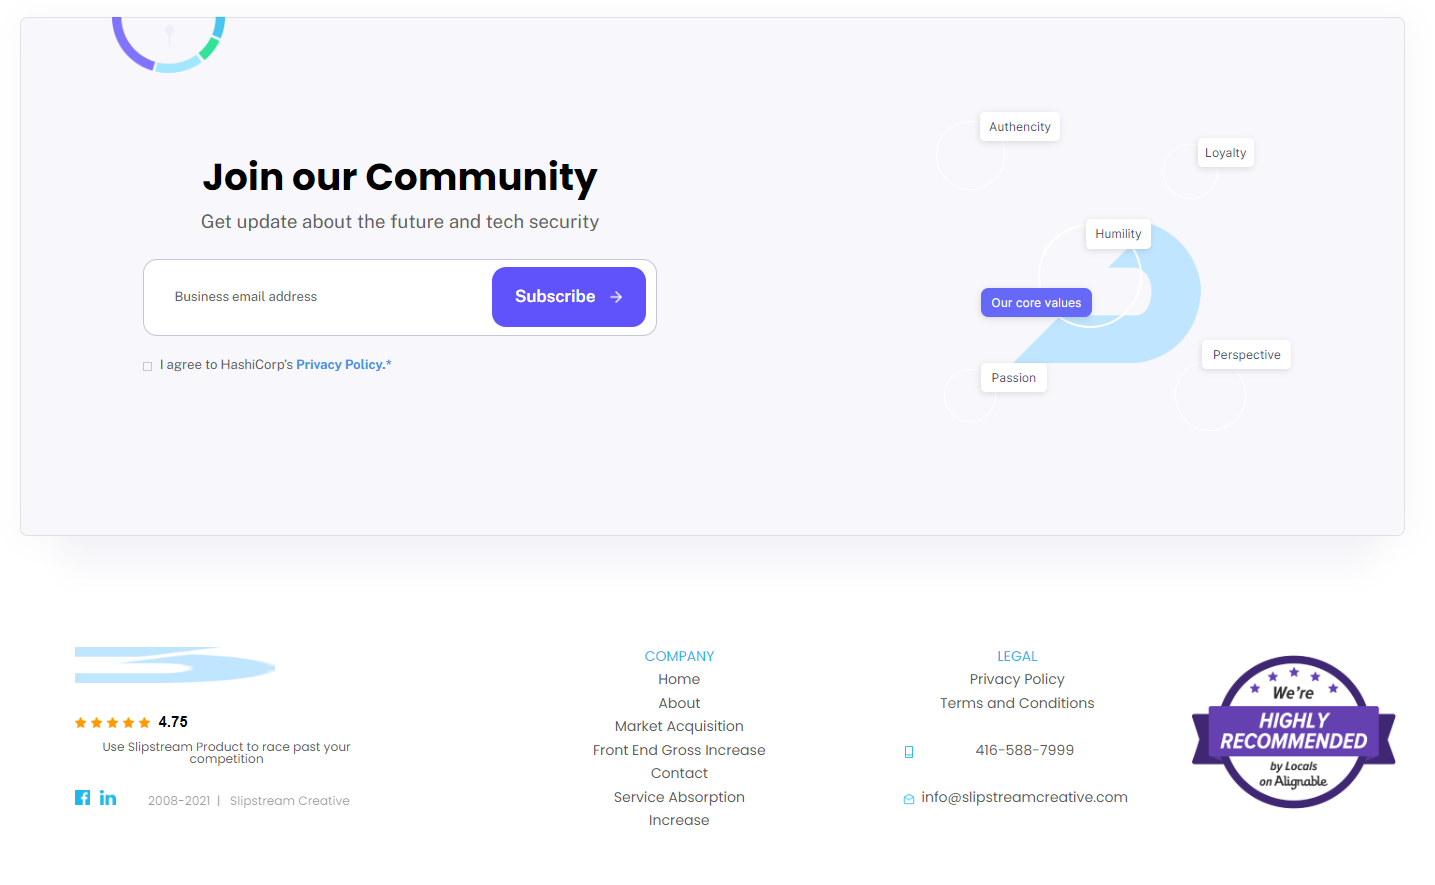 Join our Community
Get update about the future and tech security
Business email address
Subscribe
I agree to HashiCorp's Privacy Policy.*
Authencity
Loyalty
Humility
Our core values
Perspective
Passion
4.75
Use Slipstream Product to race past your
competition
2008-2021 | Slipstream Creative
COMPANY
Home
About
Market Acquisition
Front End Gross Increase
Contact
Service Absorption
Increase
LEGAL
Privacy Policy
Terms and Conditions
416-588-7999
info@slipstreamcreative.com
We're
HIGHLY
RECOMMENDED
by Locals
on Alignable